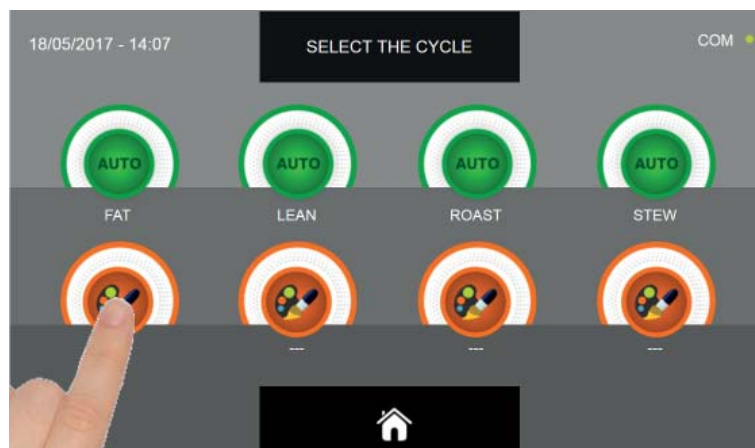 18/05/2017 - 14:07
SELECT THE CYCLE
COM
AUTO
AUTO
AUTO
AUTO
FAT
LEAN
ROAST
STEW
---
---
---